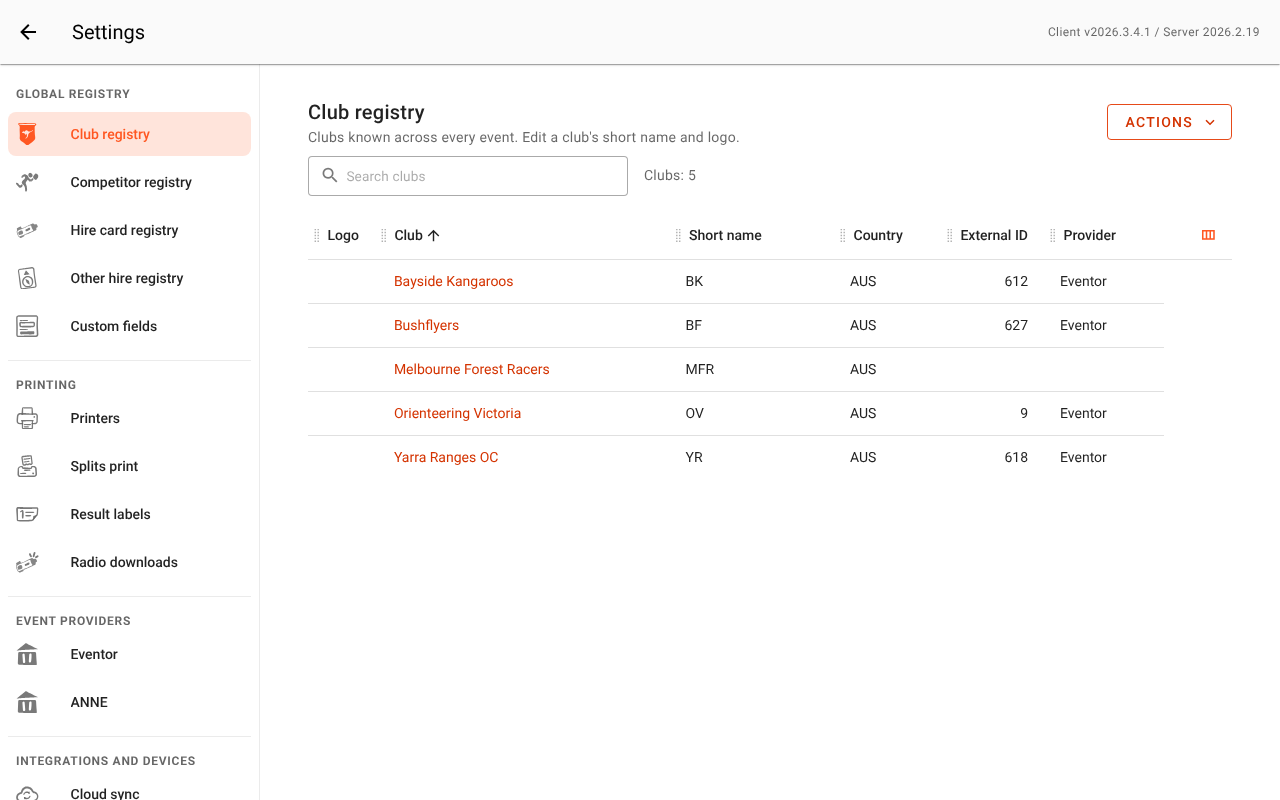 Settings
Client v2026.3.4.1 / Server 2026.2.19
GLOBAL REGISTRY
Club registry
Competitor registry
Hire card registry
Other hire registry
Custom fields
PRINTING
Printers
Splits print
Result labels
Radio downloads
EVENT PROVIDERS
Eventor
ANNE
INTEGRATIONS AND DEVICES
Cloud sync
Club registry
Clubs known across every event. Edit a club's short name and logo.
ACTIONS
Search clubs
Clubs: 5
Logo Club Short name Country External ID Provider
Bayside Kangaroos BK AUS 612 Eventor
Bushflyers BF AUS 627 Eventor
Melbourne Forest Racers MFR AUS
Orienteering Victoria OV AUS 9 Eventor
Yarra Ranges OC YR AUS 618 Eventor